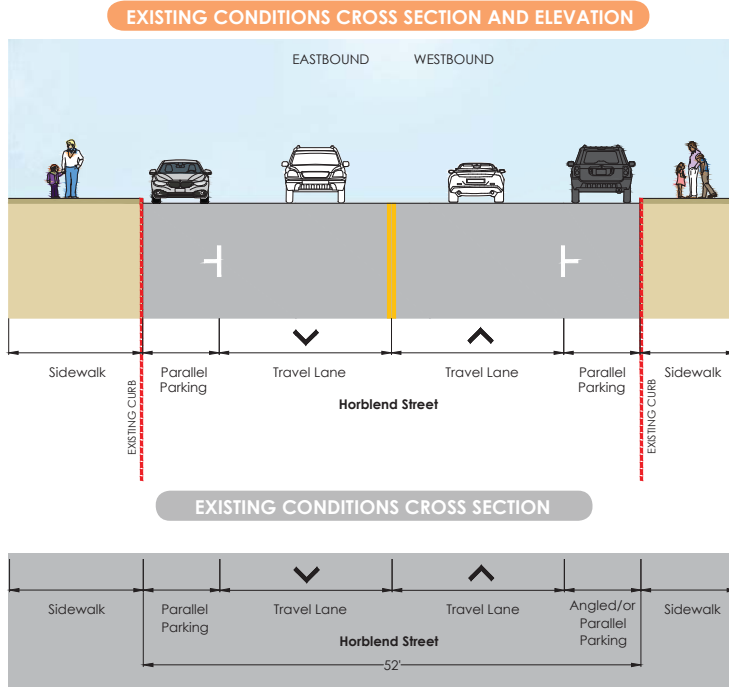 EXISTING CONDITIONS CROSS SECTION AND ELEVATION
EASTBOUND WESTBOUND
Sidewalk Parallel Parking Travel Lane Travel Lane Parallel Parking Sidewalk
EXISTING CURB
EXISTING CURB
Horblend Street
EXISTING CONDITIONS CROSS SECTION
Sidewalk Parallel Parking Travel Lane Travel Lane Angled/or Parallel Parking Sidewalk
Horblend Street
52'